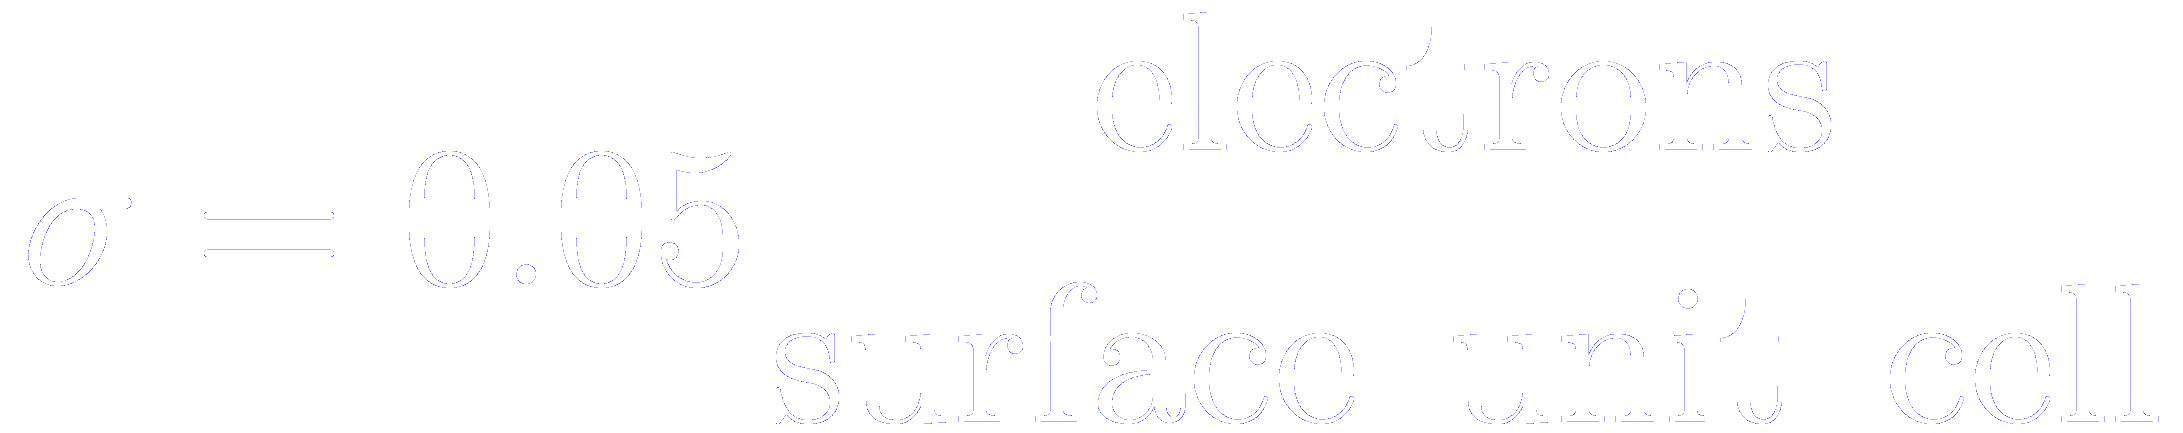 σ = 0.05 electrons
surface unit cell